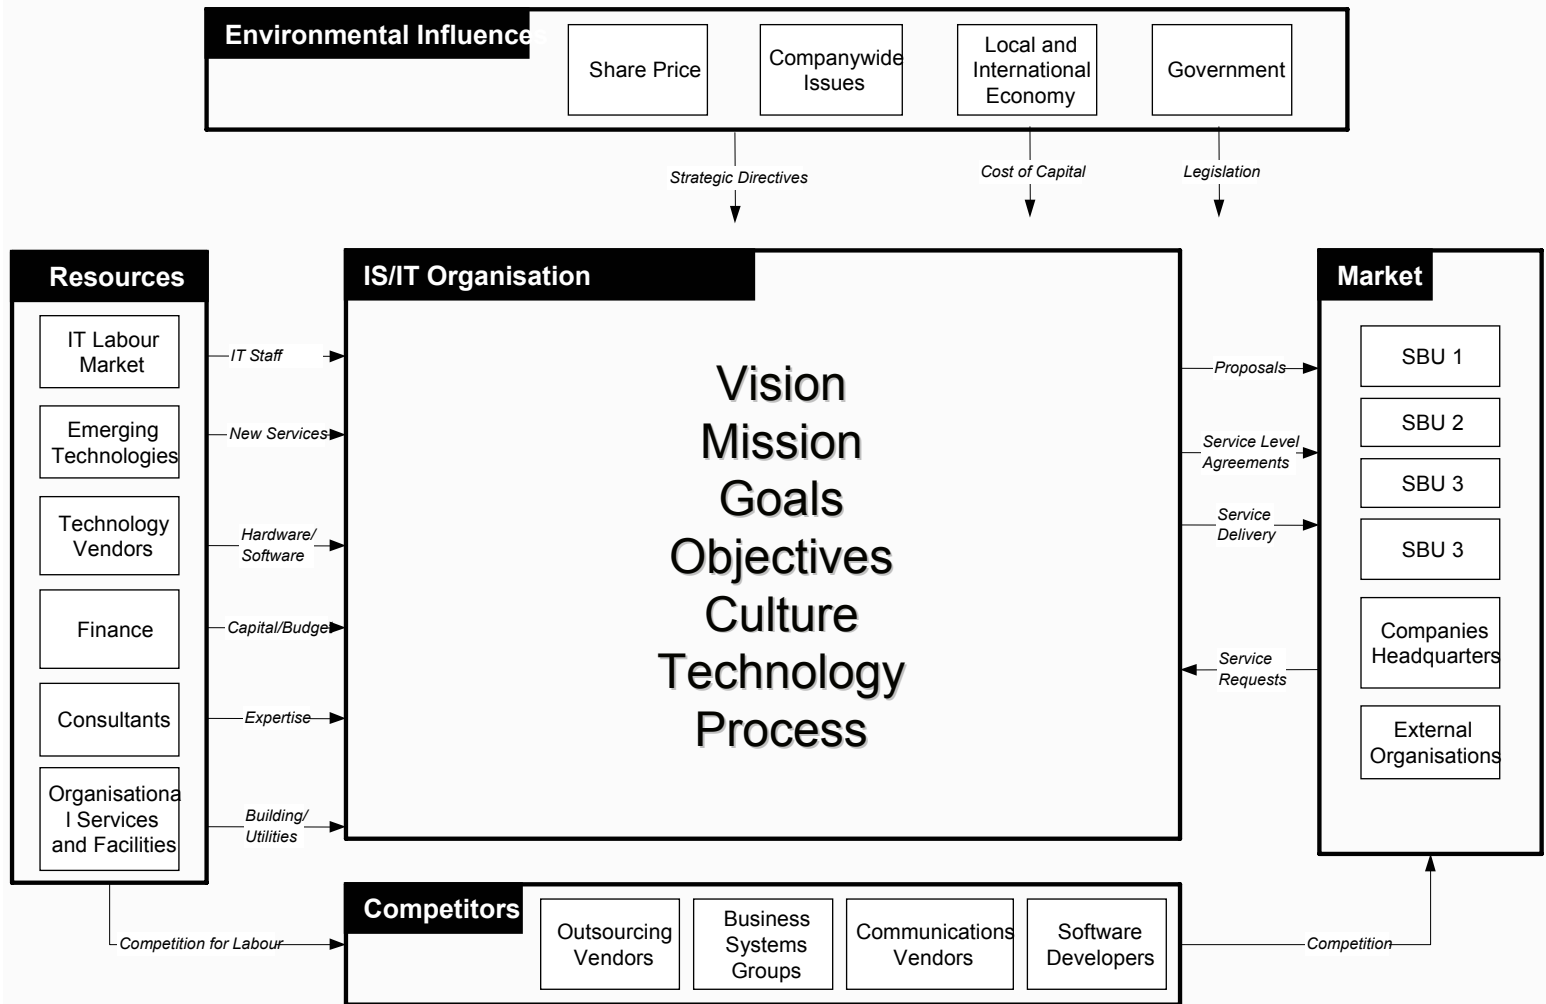 Environmental Influences
Share Price
Companywide
Issues
Local and
International
Economy
Government
Strategic Directives
Cost of Capital
Legislation
Resources
IT Labour
Market
Emerging
Technologies
Technology
Vendors
Finance
Consultants
Organisationa
l Services
and Facilities
IT Staff
New Services
Hardware/
Software
Capital/Budget
Expertise
Building/
Utilities
IS/IT Organisation
Vision
Mission
Goals
Objectives
Culture
Technology
Process
Proposals
Service Level
Agreements
Service
Delivery
Service
Requests
Market
SBU 1
SBU 2
SBU 3
SBU 3
Companies
Headquarters
External
Organisations
Competition for Labour
Competitors
Outsourcing
Vendors
Business
Systems
Groups
Communications
Vendors
Software
Developers
Competition